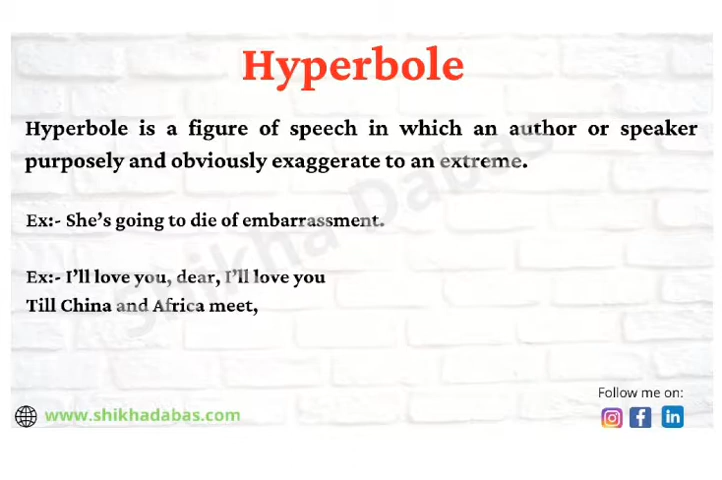 Hyperbole
Hyperbole is a figure of speech in which an author or speaker
purposely and obviously exaggerate to an extreme.
Ex:- She's going to die of embarrassment.
Ex:- I'll love you, dear, I'll love you
Till China and Africa meet,
Shikha Dabas
Follow me on:
www.shikhadabas.com